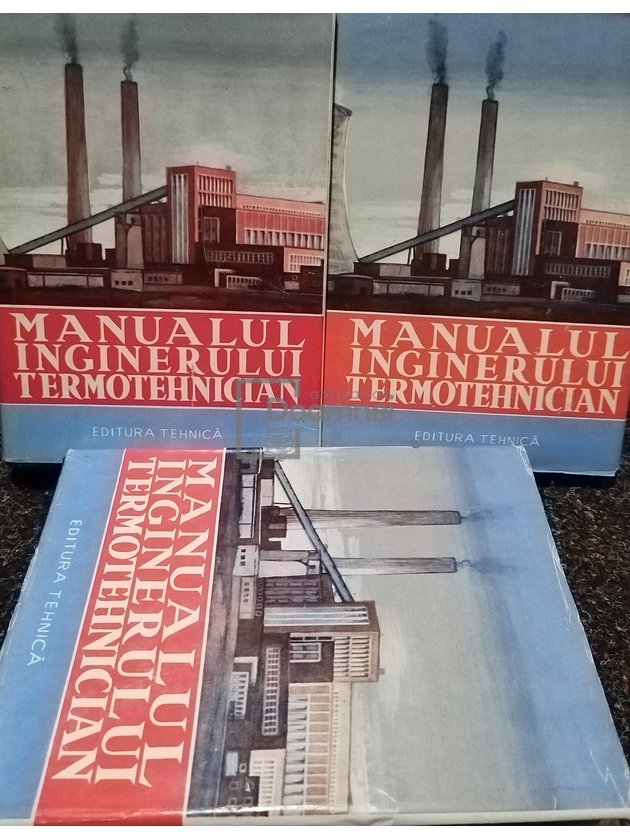 MANUALUL
INGINERULUI
TERMOTEHNICIAN
EDITURA TEHNICĂ
MANUALUL
INGINERULUI
TERMOTEHNICIAN
EDITURA TEHNICĂ
MANUALUL
INGINERULUI
TERMOTEHNICIAN
EDITURA TEHNICĂ